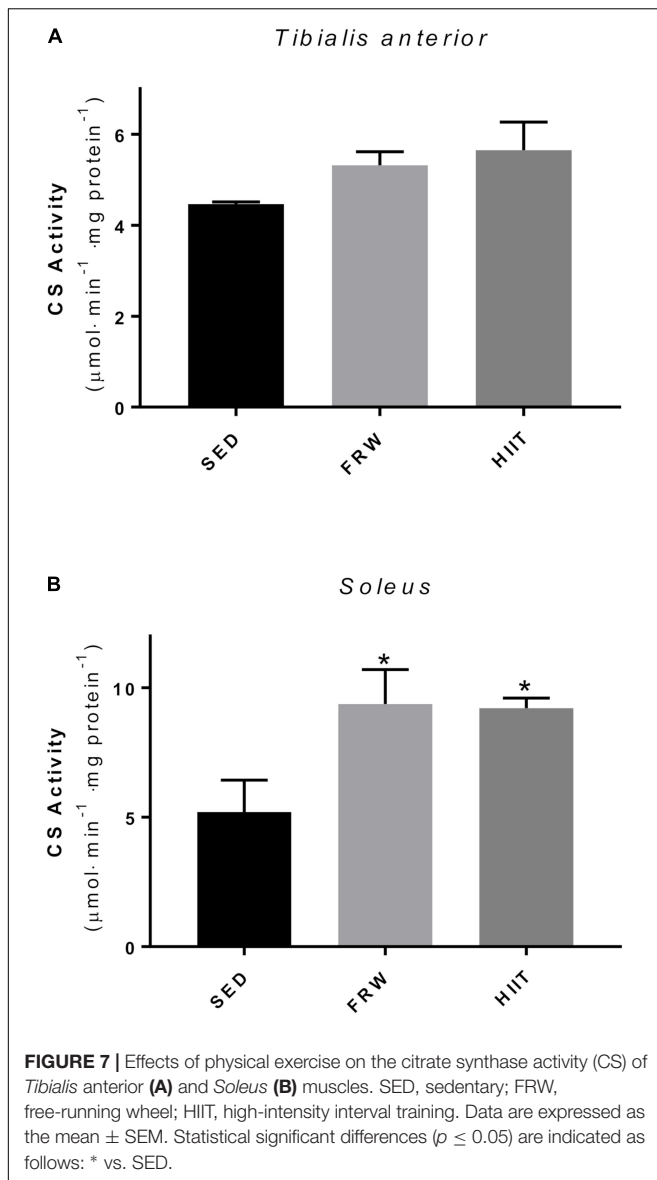 A
Tibialis anterior
CS Activity
(μmol· min⁻¹ ·mg protein⁻¹)
6
4
2
0
SED
FRW
HIIT
B
Soleus
CS Activity
(μmol· min⁻¹ ·mg protein⁻¹)
10
5
0
*
*
SED
FRW
HIIT
FIGURE 7 | Effects of physical exercise on the citrate synthase activity (CS) of
Tibialis anterior (A) and Soleus (B) muscles. SED, sedentary; FRW,
free-running wheel; HIIT, high-intensity interval training. Data are expressed as
the mean ± SEM. Statistical significant differences (p ≤ 0.05) are indicated as
follows: * vs. SED.